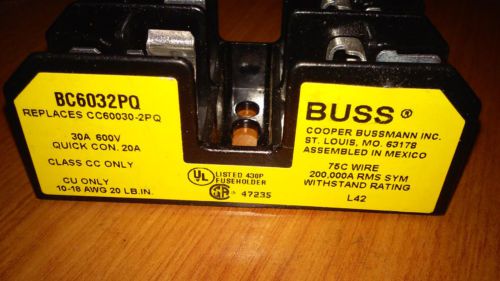 BC6032PQ
REPLACES CC60030-2PQ
30A 600V
QUICK CON. 20A
CLASS CC ONLY
CU ONLY
10-18 AWG 20 LB.IN.
UL LISTED 430P
FUSEHOLDER
SA 47235
BUSS ®
COOPER BUSSMANN INC.
ST. LOUIS, MO. 63178
ASSEMBLED IN MEXICO
75C WIRE
200,000A RMS SYM
WITHSTAND RATING
L42